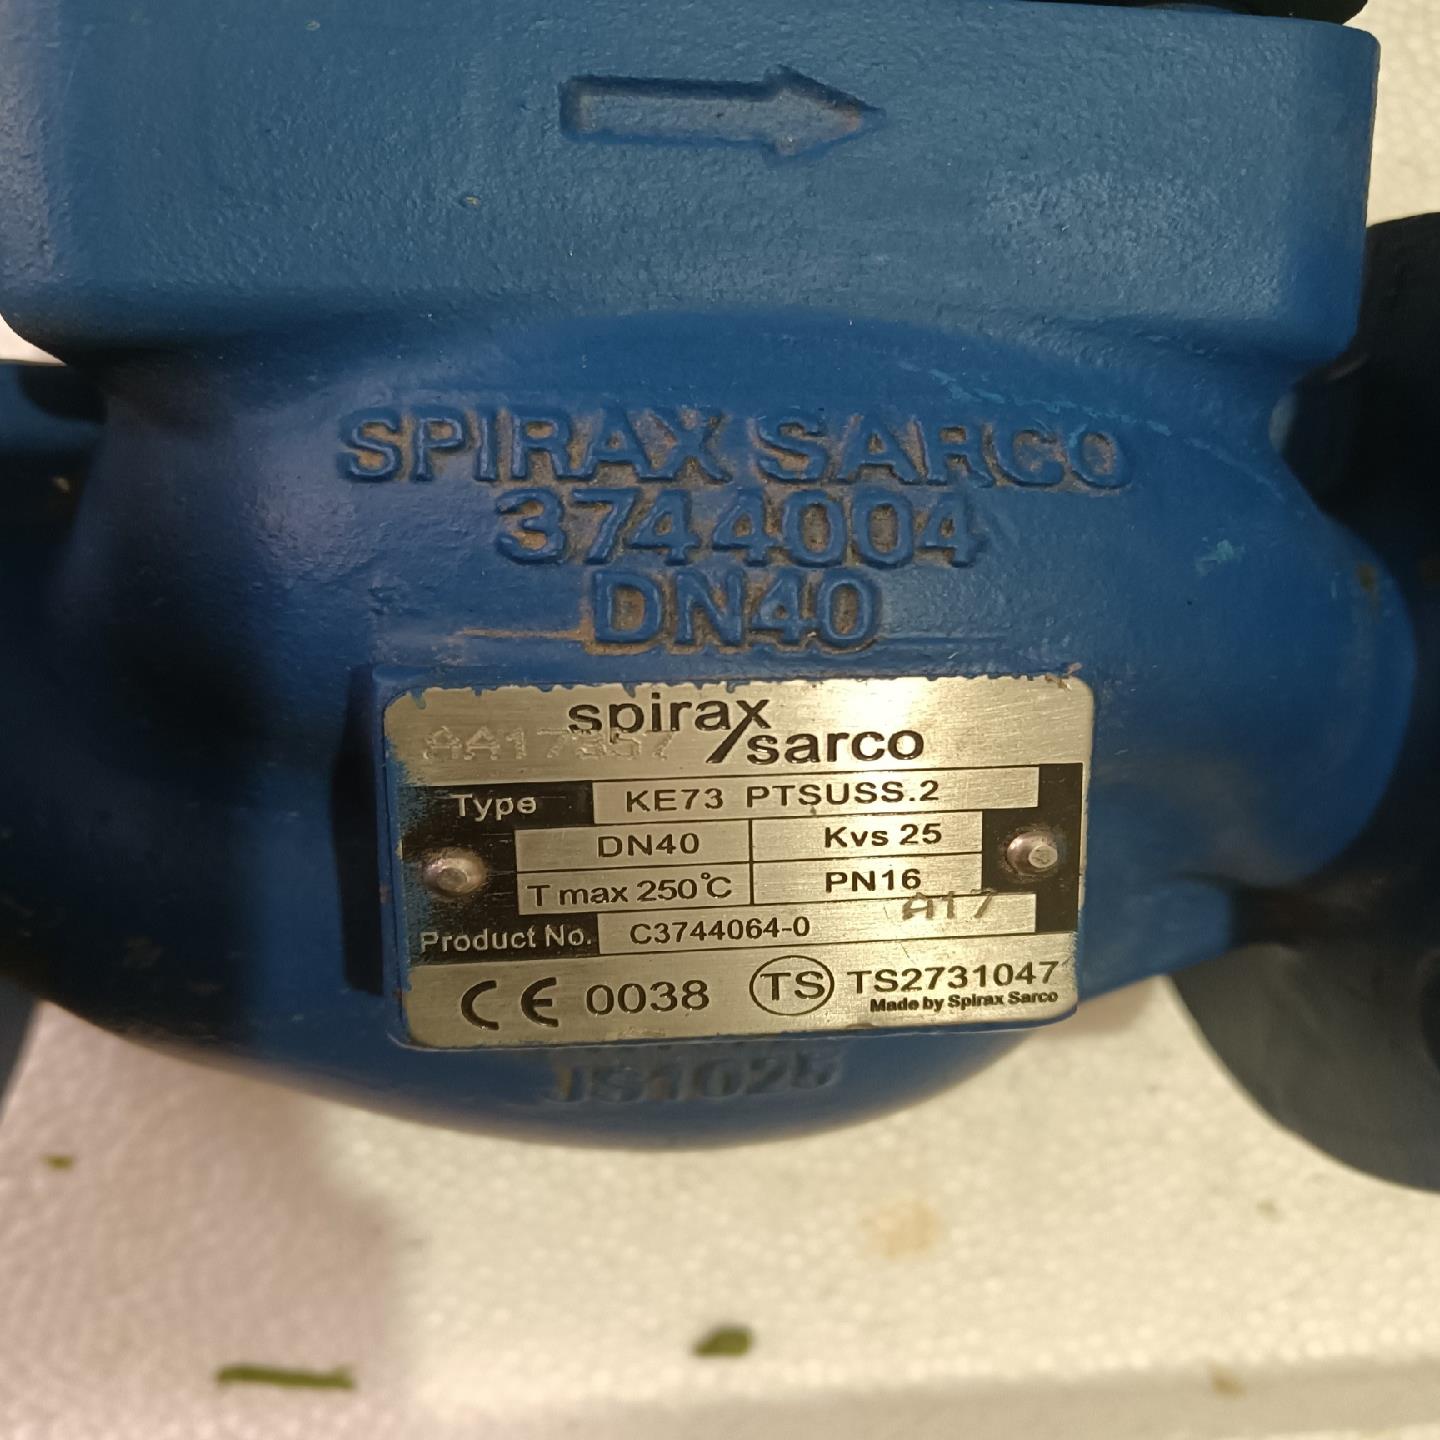 SPIRAX SARCO
3744004
DN40
spirax
sarco
Type KE73 PTSUSS.2
DN40 Kvs 25
T max 250℃ PN16
A17
Product No. C3744064-0
CE 0038 TS TS2731047
Made by Spirax Sarco
JS1025